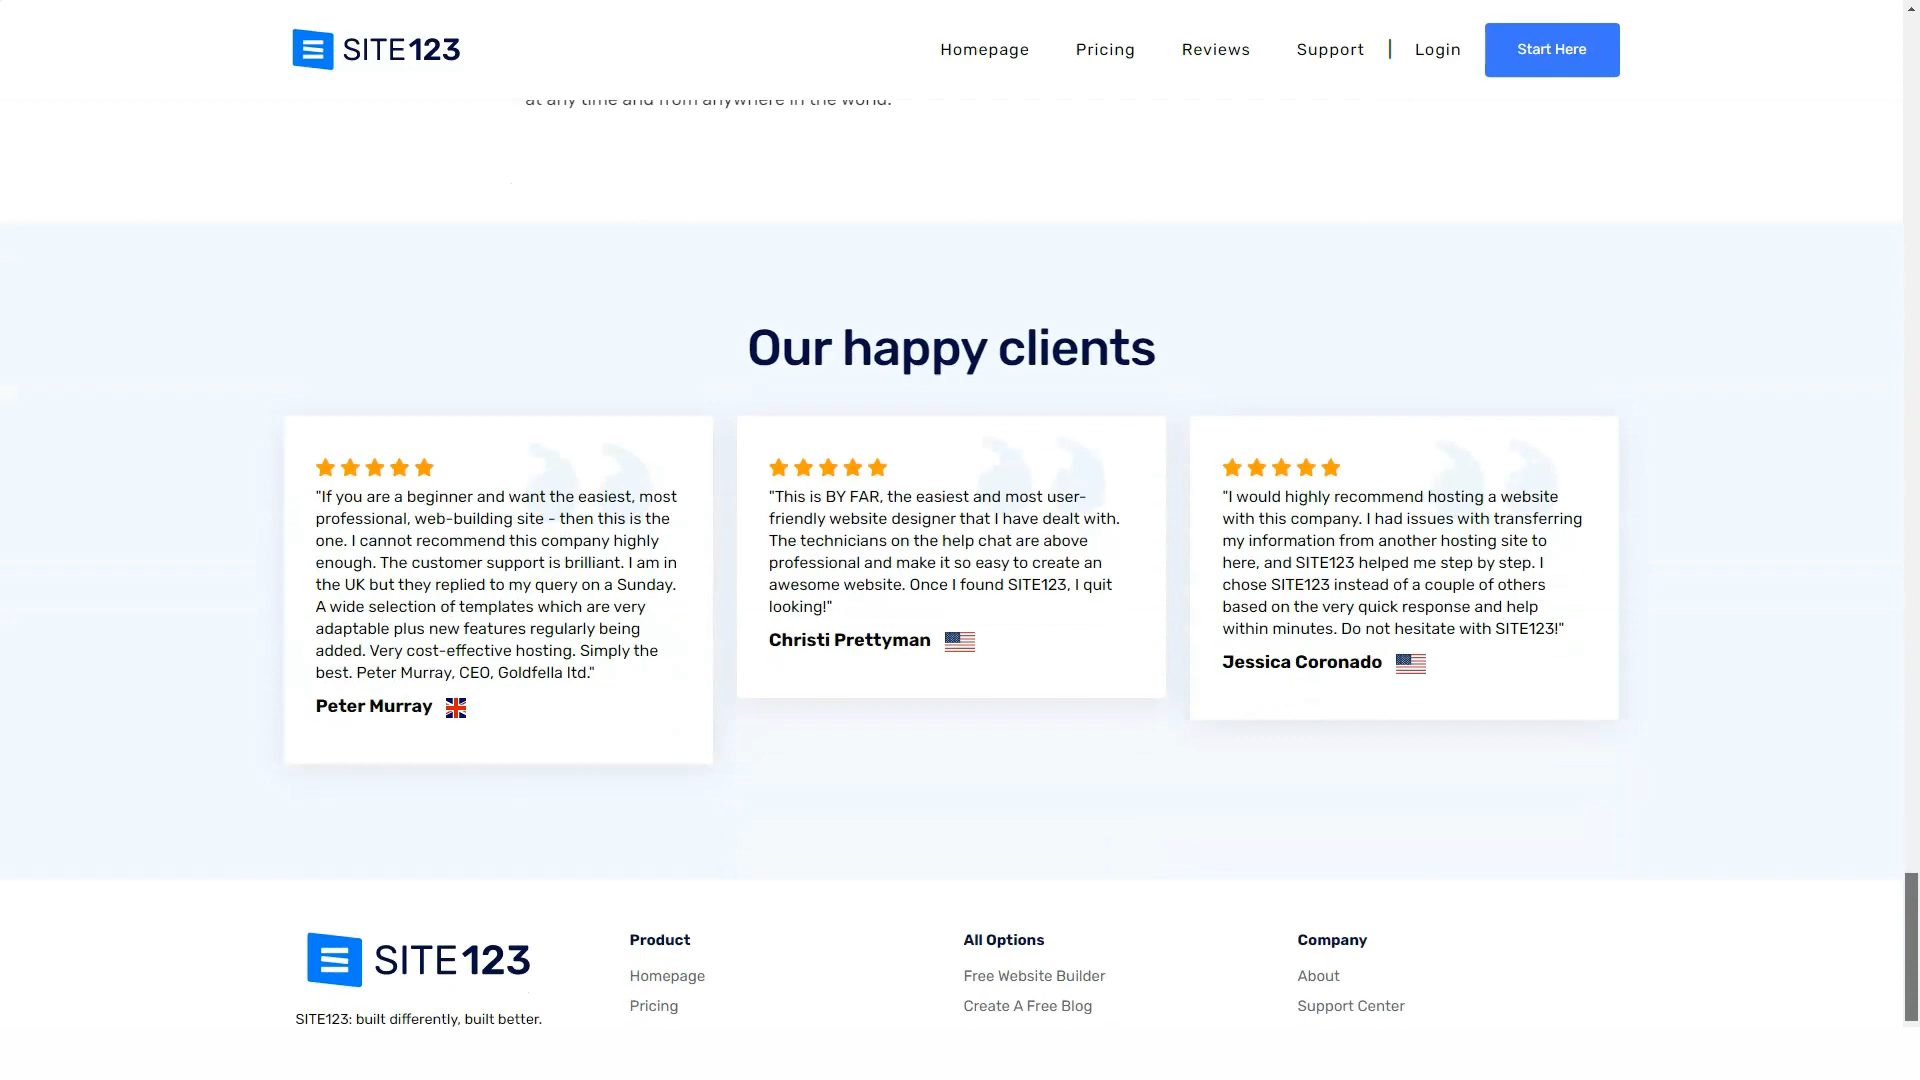 SITE123
Homepage
Pricing
Reviews
Support
Login
Start Here
at any time and from anywhere in the world.
Our happy clients
"If you are a beginner and want the easiest, most
professional, web-building site - then this is the
one. I cannot recommend this company highly
enough. The customer support is brilliant. I am in
the UK but they replied to my query on a Sunday.
A wide selection of templates which are very
adaptable plus new features regularly being
added. Very cost-effective hosting. Simply the
best. Peter Murray, CEO, Goldfella ltd."
Peter Murray
"This is BY FAR, the easiest and most user-
friendly website designer that I have dealt with.
The technicians on the help chat are above
professional and make it so easy to create an
awesome website. Once I found SITE123, I quit
looking!"
Christi Prettyman
"I would highly recommend hosting a website
with this company. I had issues with transferring
my information from another hosting site to
here, and SITE123 helped me step by step. I
chose SITE123 instead of a couple of others
based on the very quick response and help
within minutes. Do not hesitate with SITE123!"
Jessica Coronado
SITE123
SITE123: built differently, built better.
Product
Homepage
Pricing
All Options
Free Website Builder
Create A Free Blog
Company
About
Support Center